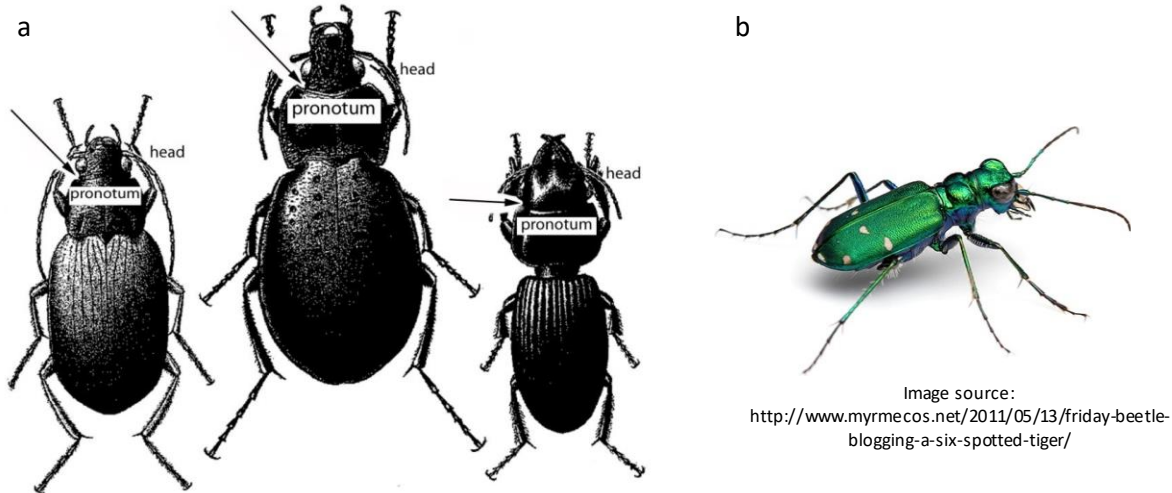 a
head
pronotum
head
pronotum
head
pronotum
b
Image source:
http://www.myrmecos.net/2011/05/13/friday-beetle-
blogging-a-six-spotted-tiger/